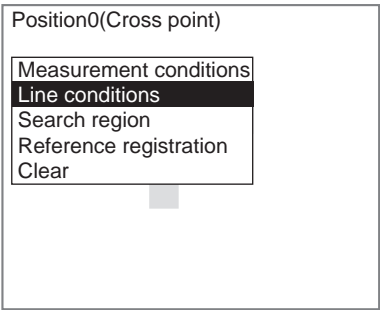 Position0(Cross point)
Measurement conditions
Line conditions
Search region
Reference registration
Clear